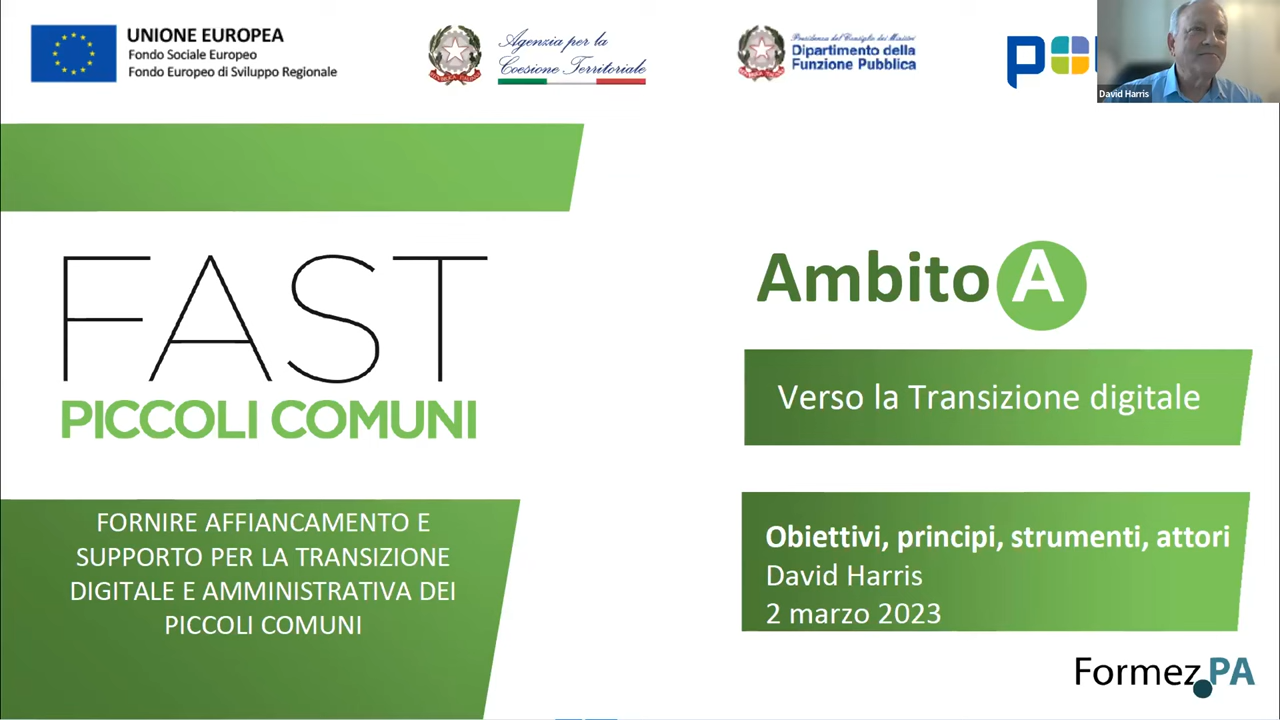 UNIONE EUROPEA
Fondo Sociale Europeo
Fondo Europeo di Sviluppo Regionale
Agenzia per la
Coesione Territoriale
Presidenza del Consiglio dei Ministri
Dipartimento della
Funzione Pubblica
David Harris
FAST
PICCOLI COMUNI
Ambito A
Verso la Transizione digitale
FORNIRE AFFIANCAMENTO E
SUPPORTO PER LA TRANSIZIONE
DIGITALE E AMMINISTRATIVA DEI
PICCOLI COMUNI
Obiettivi, principi, strumenti, attori
David Harris
2 marzo 2023
Formez PA